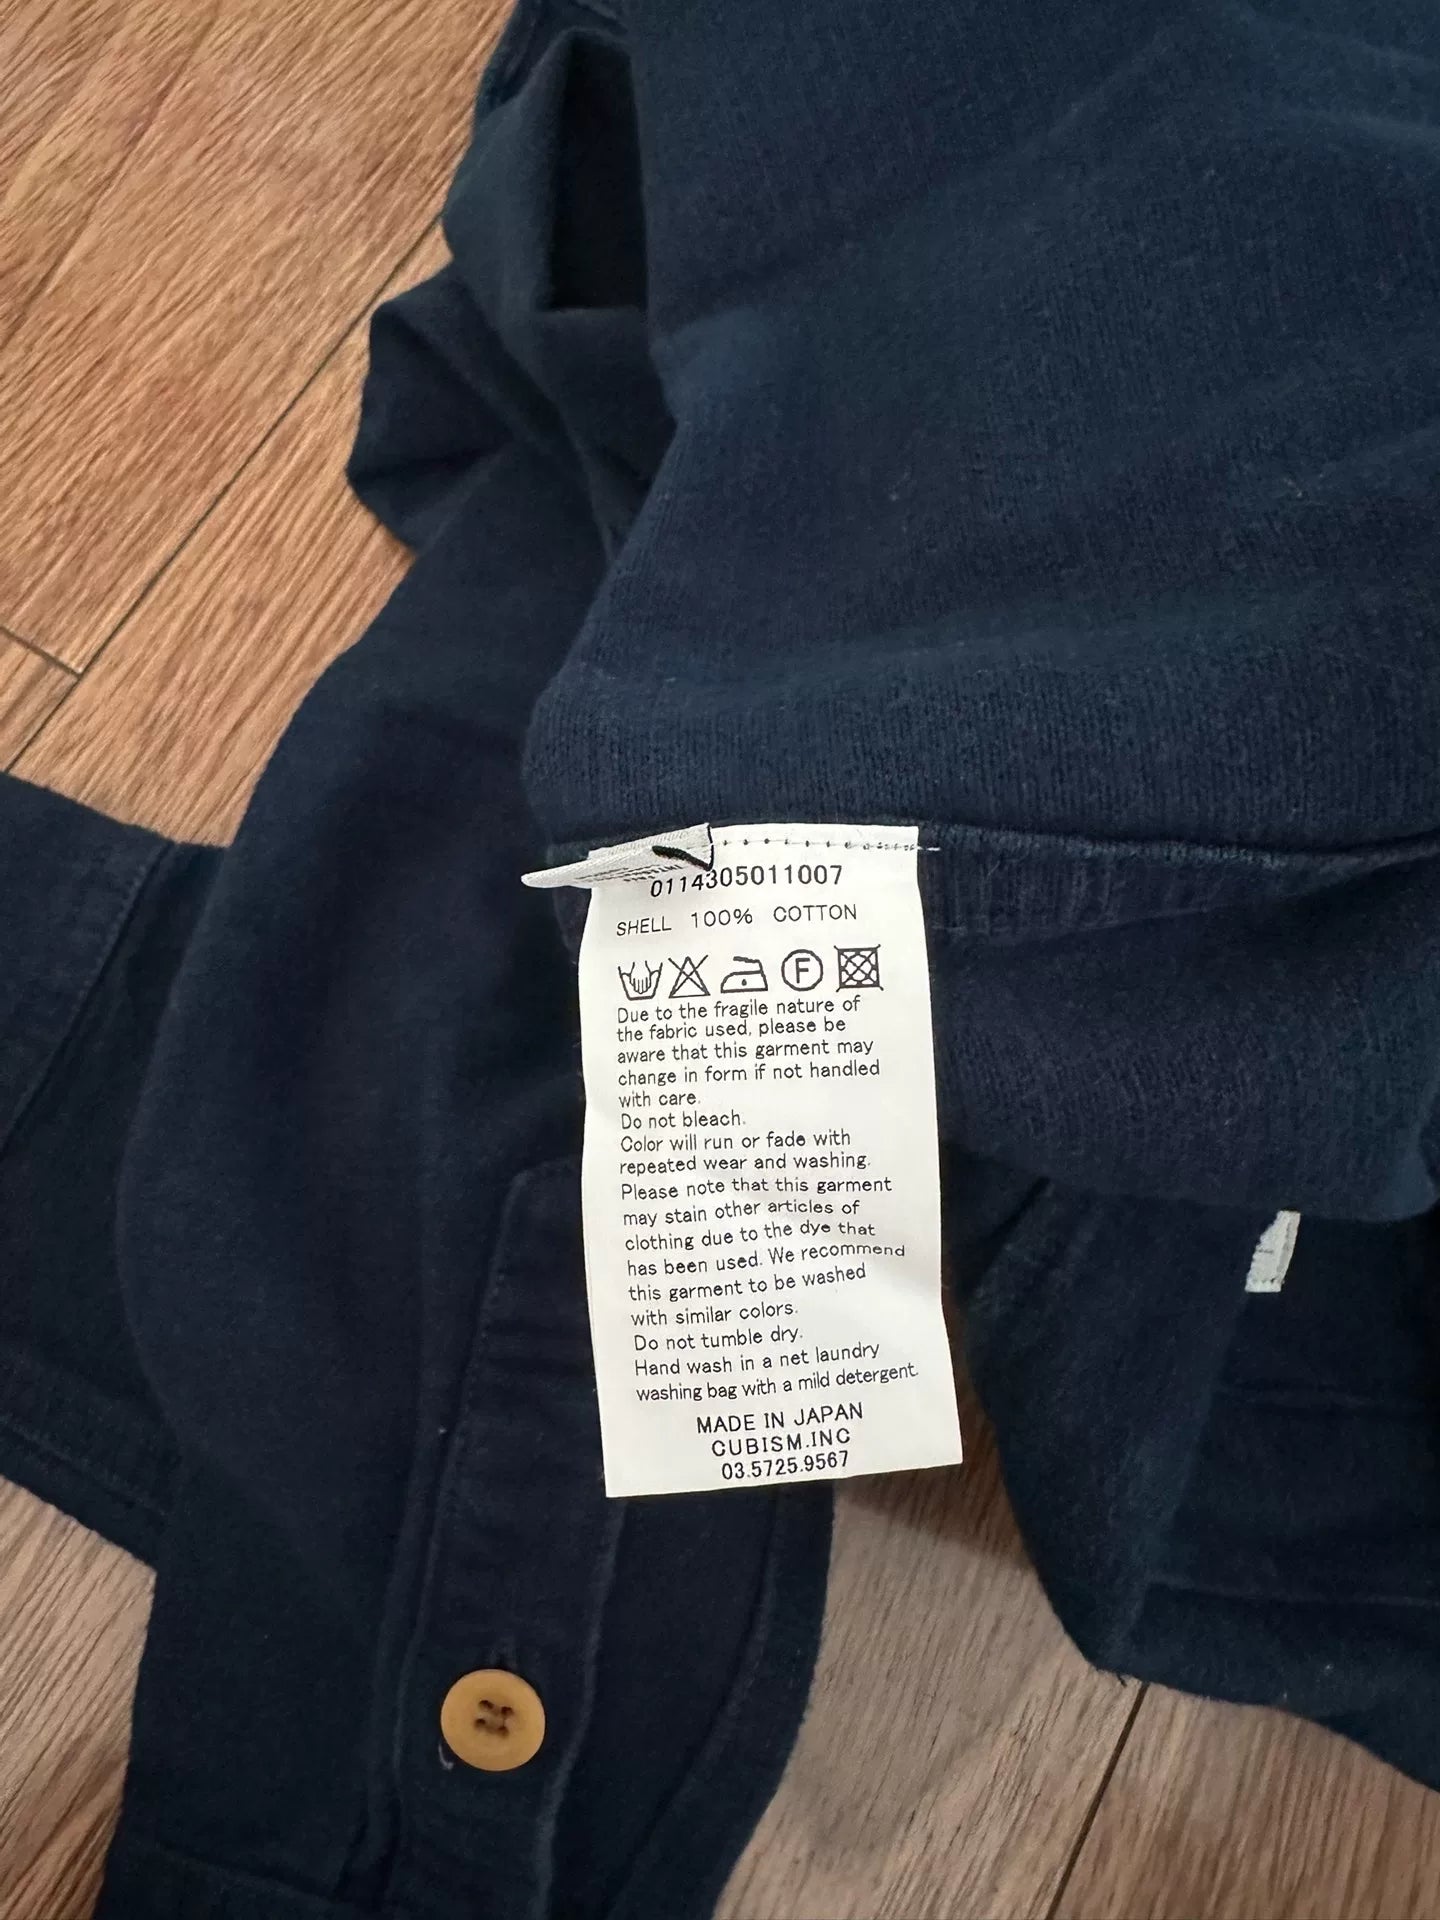 0114305011007
SHELL 100% COTTON
F
Due to the fragile nature of
the fabric used, please be
aware that this garment may
change in form if not handled
with care.
Do not bleach.
Color will run or fade with
repeated wear and washing.
Please note that this garment
may stain other articles of
clothing due to the dye that
has been used. We recommend
this garment to be washed
with similar colors.
Do not tumble dry.
Hand wash in a net laundry
washing bag with a mild detergent.
MADE IN JAPAN
CUBISM.INC
03.5725.9567